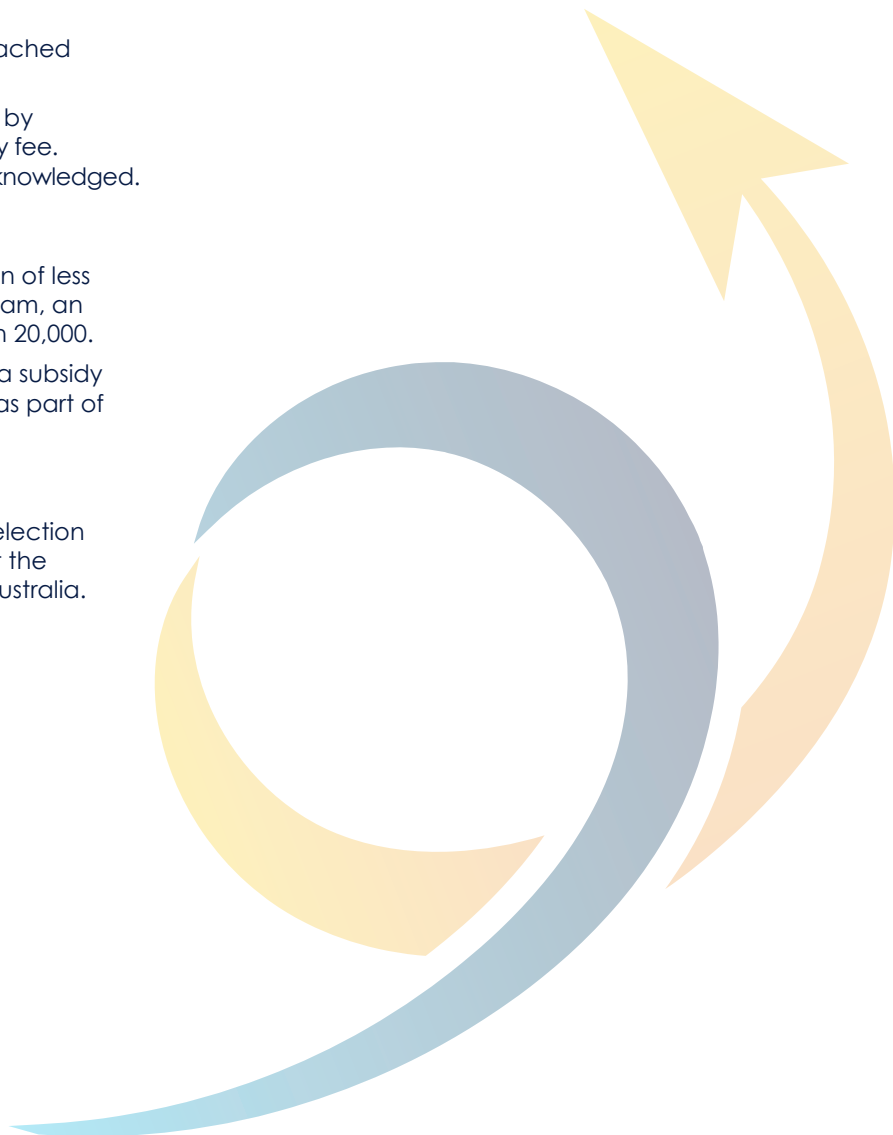 ached
by
y fee.
knowledged.
n of less
am, an
n 20,000.
a subsidy
as part of
election
the
ustralia.